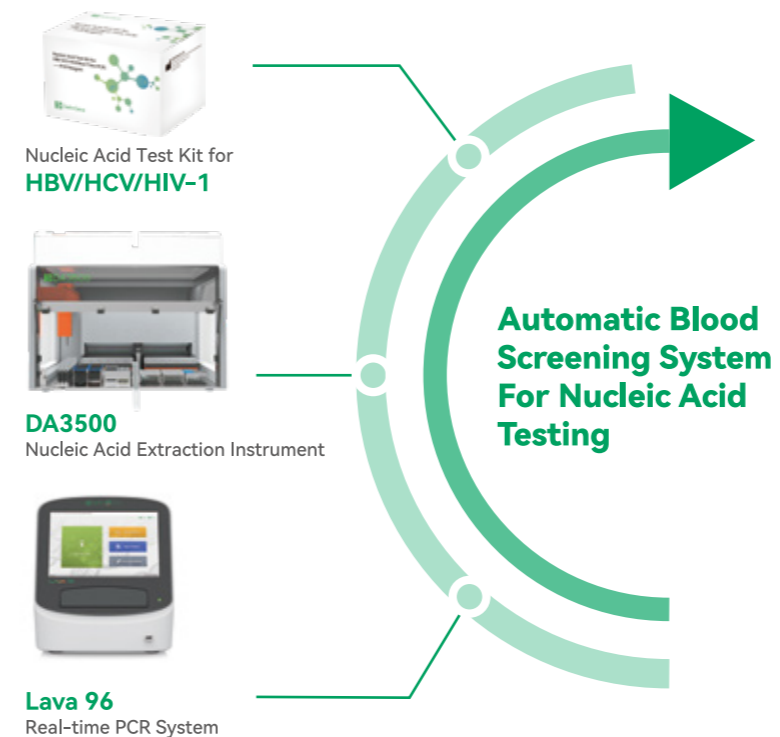 Nucleic Acid Test Kit for
HBV/HCV/HIV-1
DA3500
Nucleic Acid Extraction Instrument
Lava 96
Real-time PCR System
Automatic Blood
Screening System
For Nucleic Acid
Testing